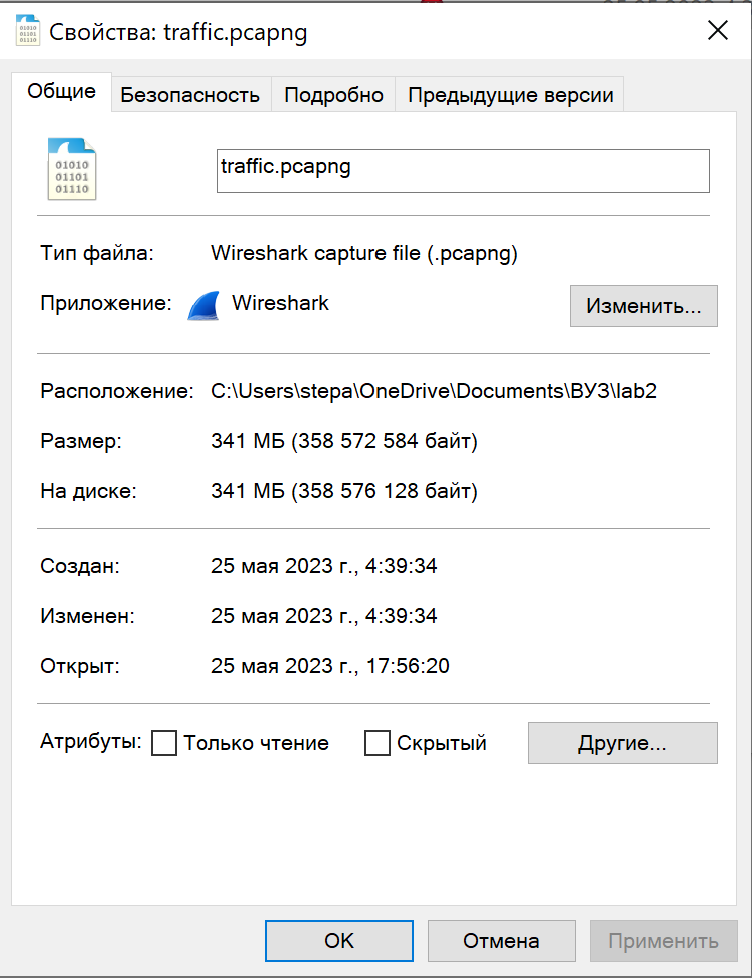 Свойства: traffic.pcapng
Общие Безопасность Подробно Предыдущие версии
01010
01101
01110
traffic.pcapng
Тип файла: Wireshark capture file (.pcapng)
Приложение: Wireshark Изменить...
Расположение: C:\Users\stepa\OneDrive\Documents\ВУЗ\lab2
Размер: 341 МБ (358 572 584 байт)
На диске: 341 МБ (358 576 128 байт)
Создан: 25 мая 2023 г., 4:39:34
Изменен: 25 мая 2023 г., 4:39:34
Открыт: 25 мая 2023 г., 17:56:20
Атрибуты: Только чтение Скрытый Другие...
OK Отмена Применить